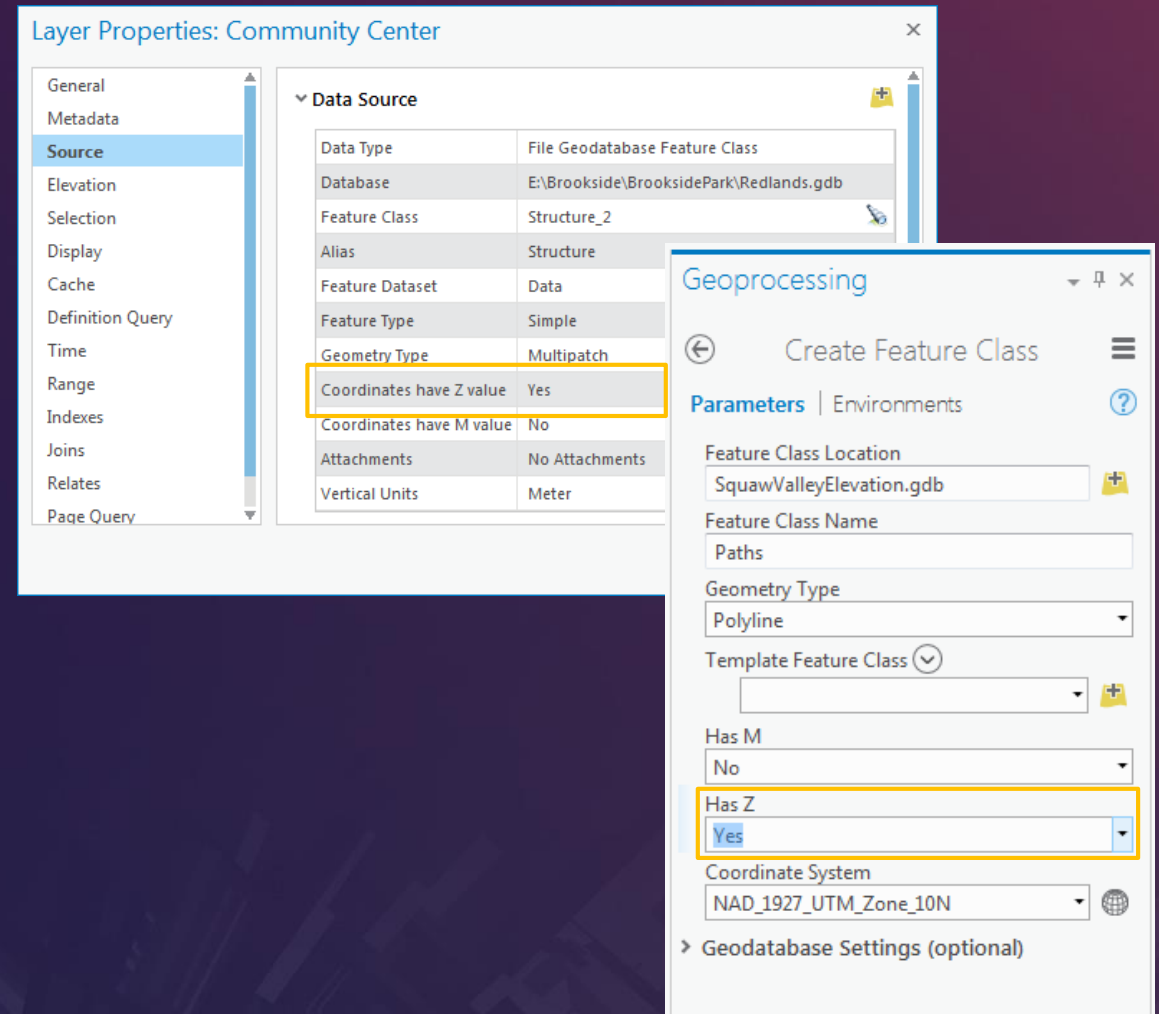 Layer Properties: Community Center
General
Metadata
Source
Elevation
Selection
Display
Cache
Definition Query
Time
Range
Indexes
Joins
Relates
Page Query
Data Source
Data Type File Geodatabase Feature Class
Database E:\Brookside\BrooksidePark\Redlands.gdb
Feature Class Structure_2
Alias Structure
Feature Dataset Data
Feature Type Simple
Geometry Type Multipatch
Coordinates have Z value Yes
Coordinates have M value No
Attachments No Attachments
Vertical Units Meter
Geoprocessing
Create Feature Class
Parameters | Environments
Feature Class Location
SquawValleyElevation.gdb
Feature Class Name
Paths
Geometry Type
Polyline
Template Feature Class
Has M
No
Has Z
Yes
Coordinate System
NAD_1927_UTM_Zone_10N
Geodatabase Settings (optional)